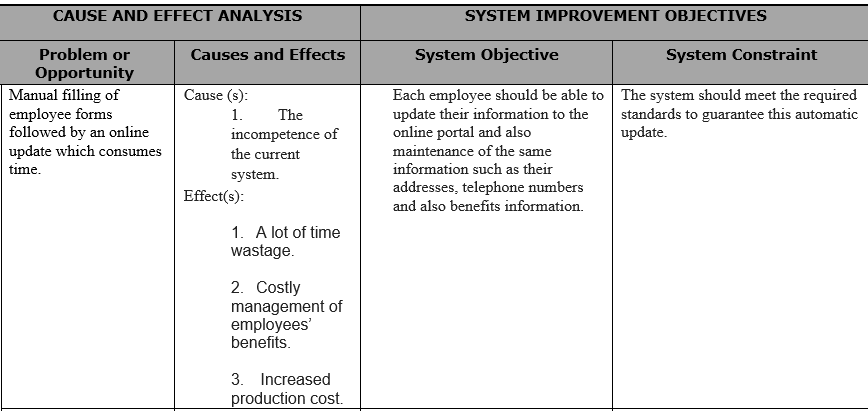 CAUSE AND EFFECT ANALYSIS
SYSTEM IMPROVEMENT OBJECTIVES
Problem or
Opportunity
Causes and Effects
System Objective
System Constraint
Manual filling of
employee forms
followed by an online
update which consumes
time.
Cause (s):
1. The
incompetence of
the current
system.
Effect(s):
1. A lot of time
wastage.
2. Costly
management of
employees’
benefits.
3. Increased
production cost.
Each employee should be able to
update their information to the
online portal and also
maintenance of the same
information such as their
addresses, telephone numbers
and also benefits information.
The system should meet the required
standards to guarantee this automatic
update.